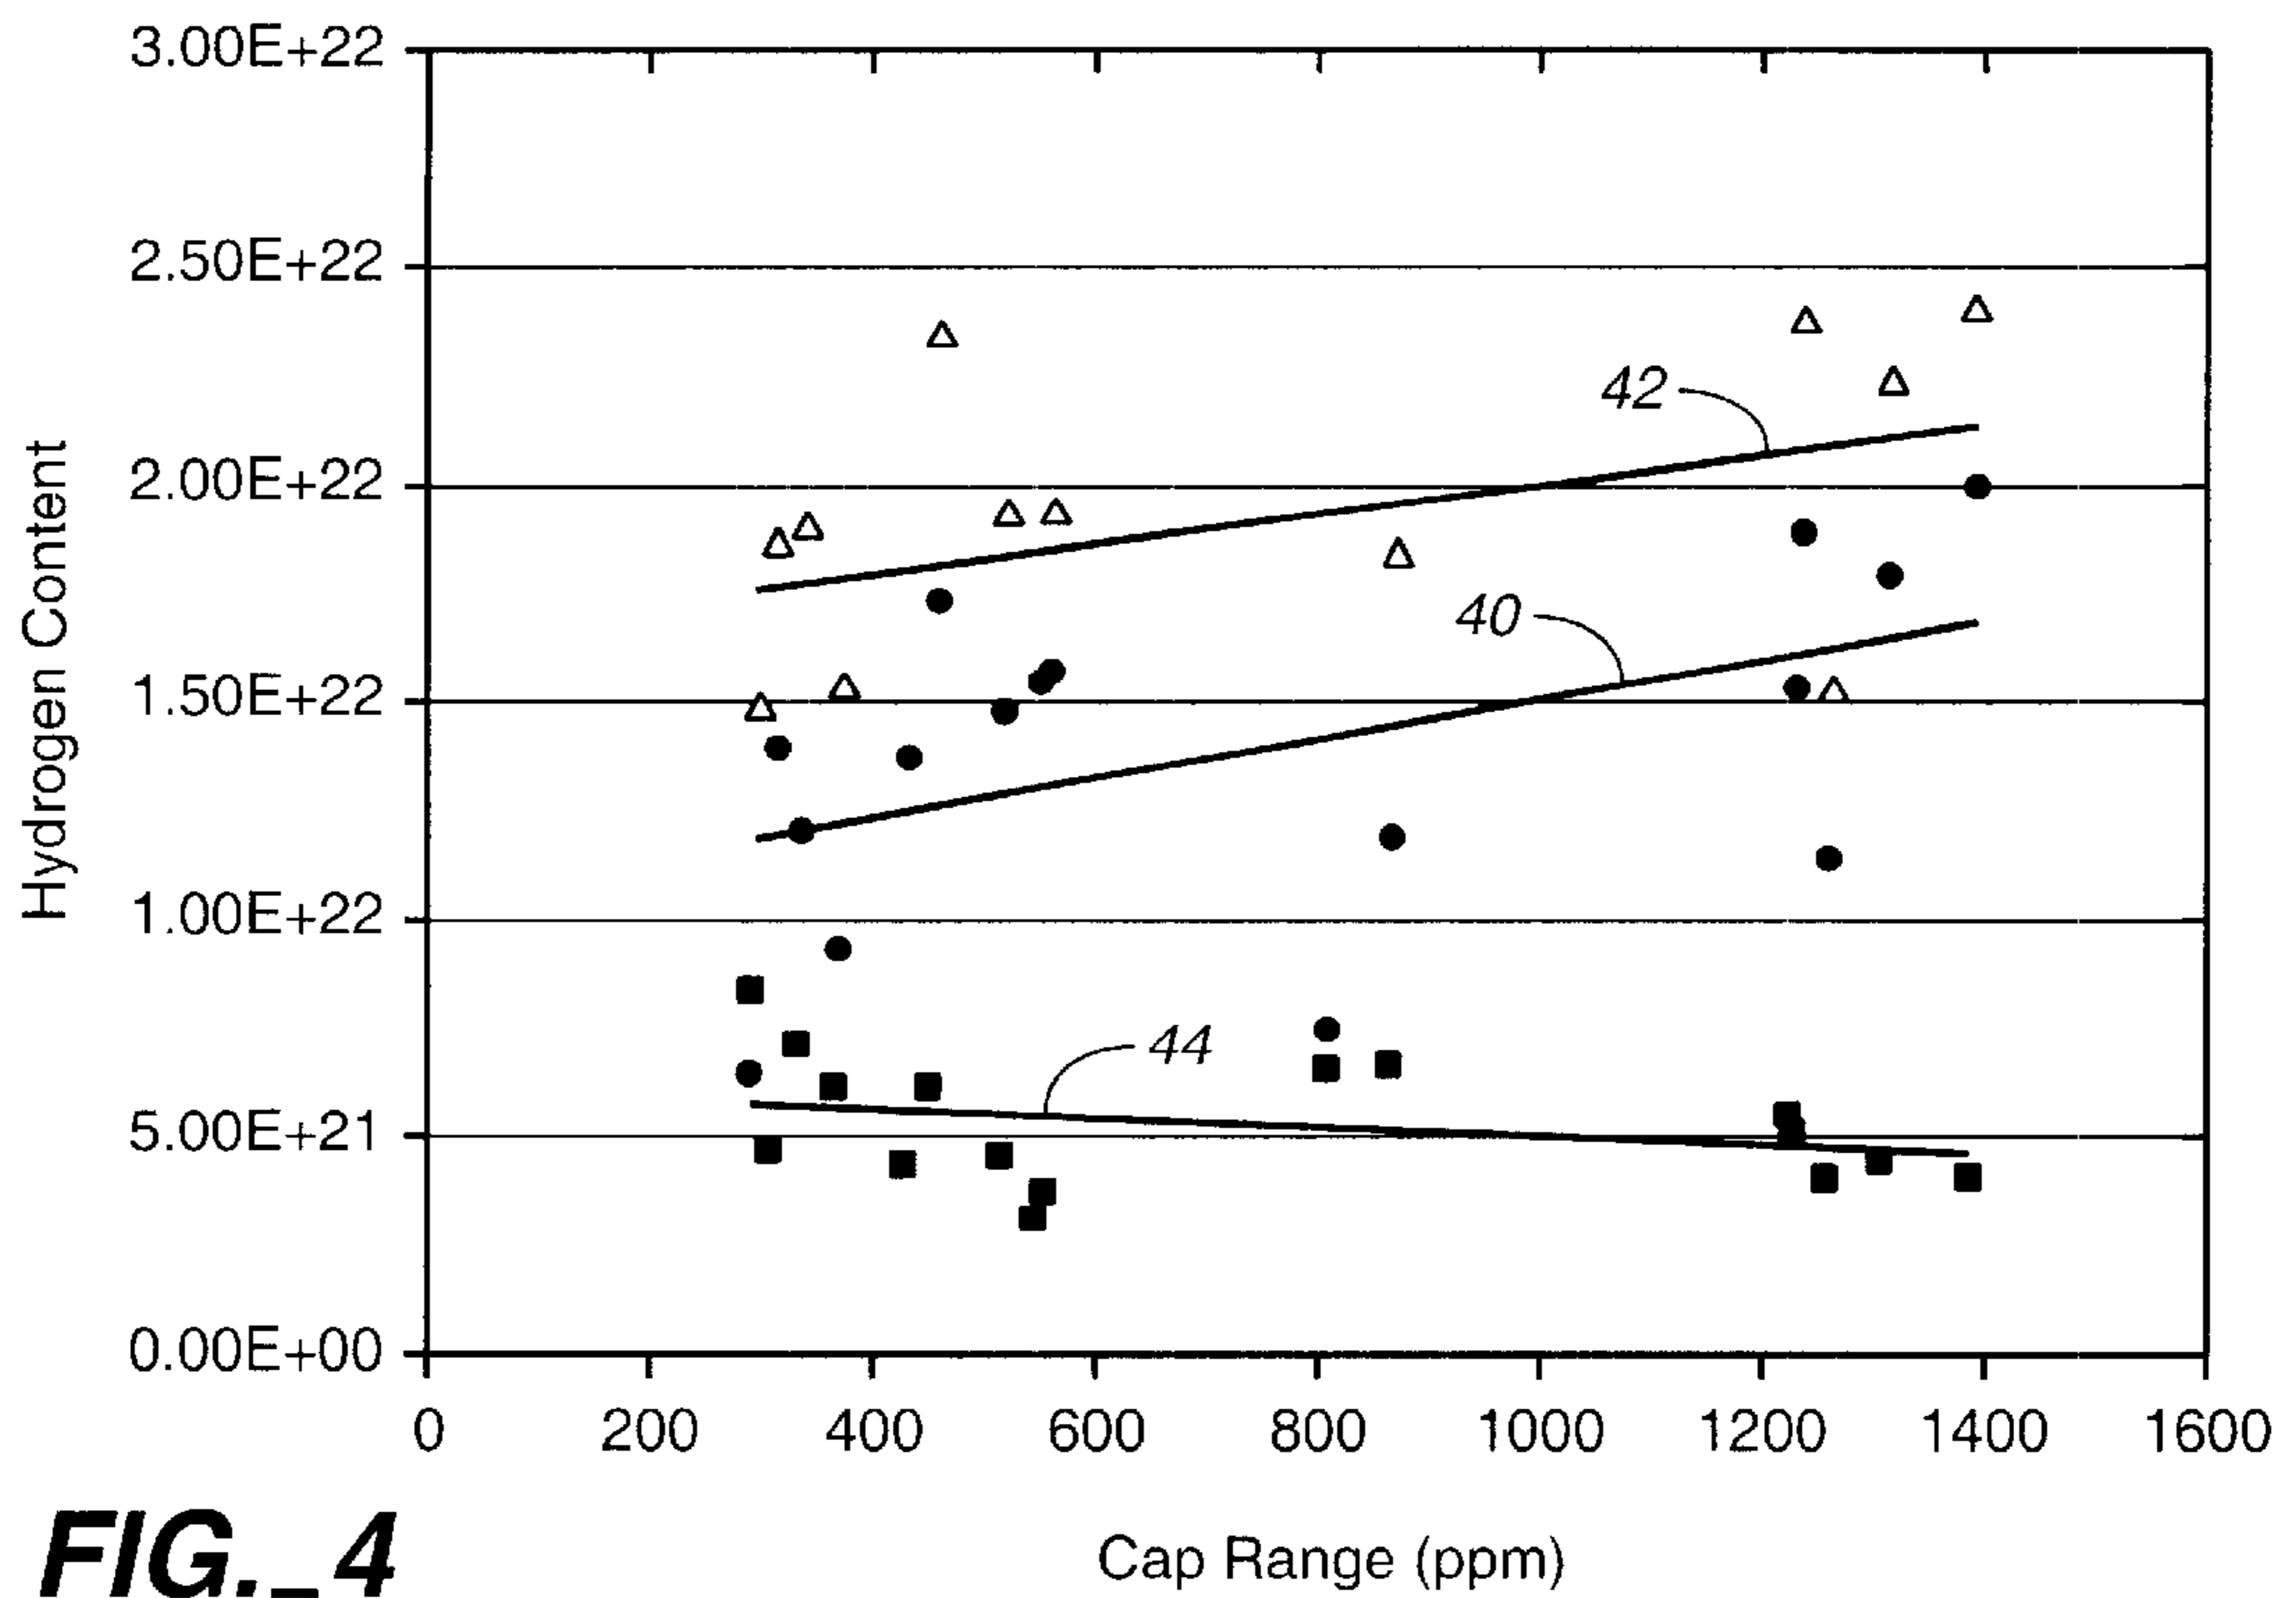 3.00E+22
2.50E+22
2.00E+22
1.50E+22
1.00E+22
5.00E+21
0.00E+00
Hydrogen Content
42
40
44
0 200 400 600 800 1000 1200 1400 1600
Cap Range (ppm)
FIG._4